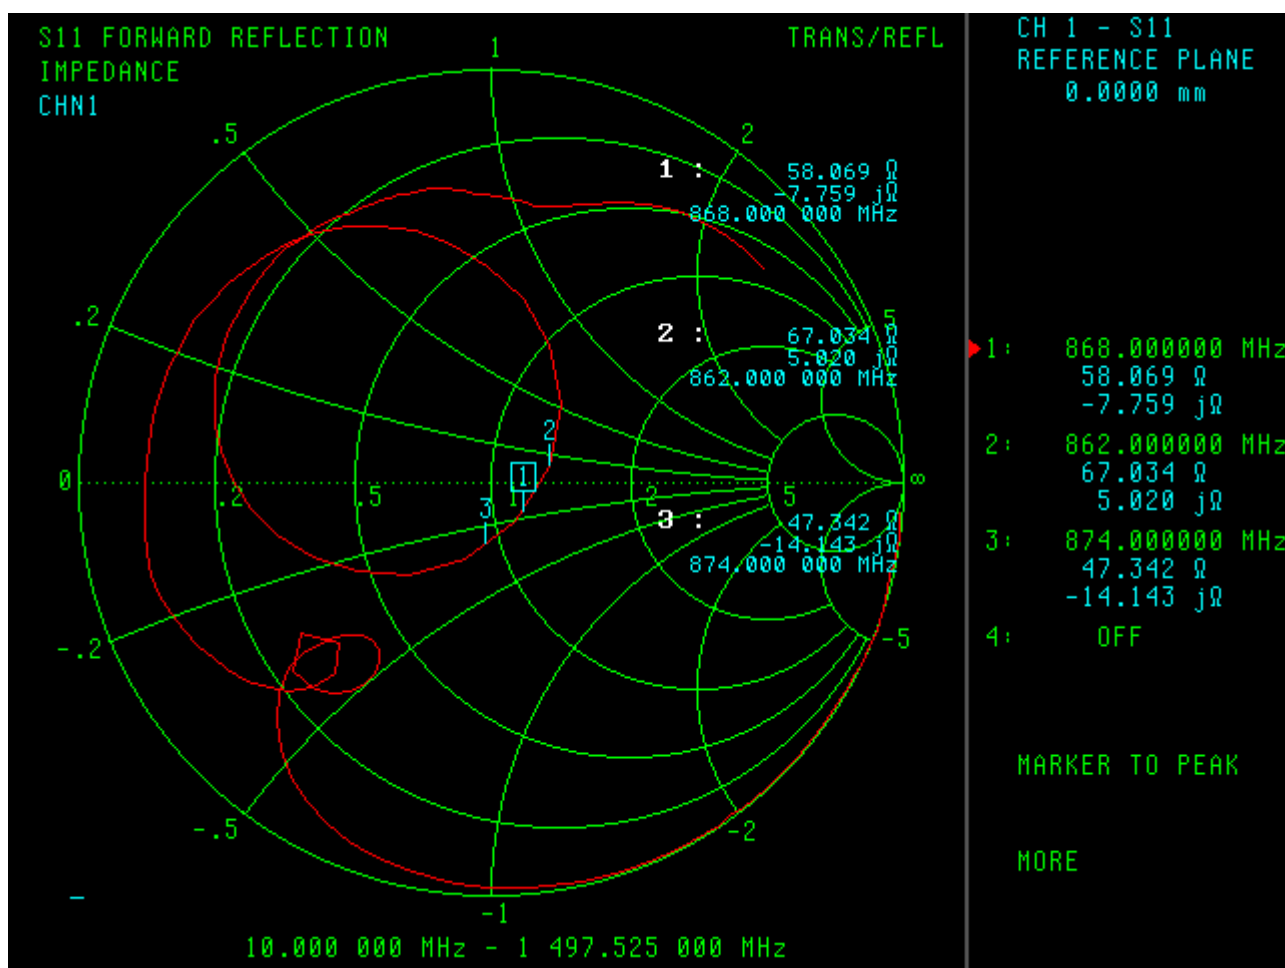 S11 FORWARD REFLECTION
TRANS/REFL
IMPEDANCE
CHN1
CH 1 - S11
REFERENCE PLANE
0.0000 mm
1
.5
2
1 :
58.069 Ω
-7.759 jΩ
868.000 000 MHz
.2
5
2 :
67.034 Ω
5.020 jΩ
862.000 000 MHz
2
1
3
0
.2
.5
1
2
5
∞
3 :
47.342 Ω
-14.143 jΩ
874.000 000 MHz
-.2
-5
-.5
-2
-1
10.000 000 MHz - 1 497.525 000 MHz
1: 868.000000 MHz
58.069 Ω
-7.759 jΩ
2: 862.000000 MHz
67.034 Ω
5.020 jΩ
3: 874.000000 MHz
47.342 Ω
-14.143 jΩ
4: OFF
MARKER TO PEAK
MORE